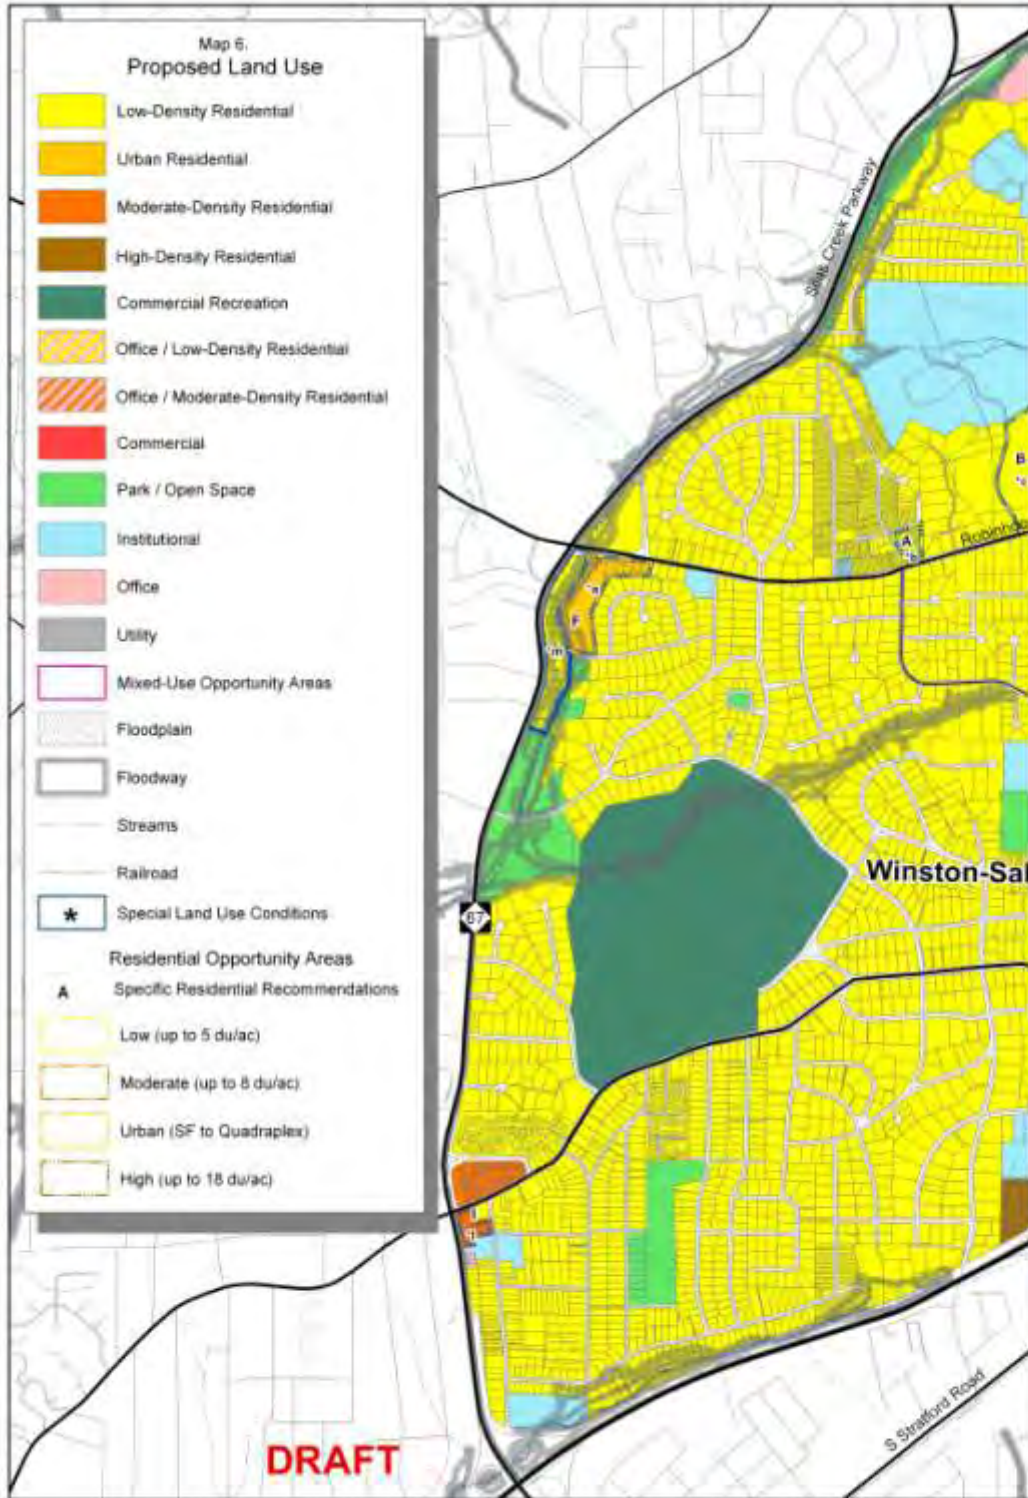 Map 6.
Proposed Land Use
Low-Density Residential
Urban Residential
Moderate-Density Residential
High-Density Residential
Commercial Recreation
Office / Low-Density Residential
Office / Moderate-Density Residential
Commercial
Park / Open Space
Institutional
Office
Utility
Mixed-Use Opportunity Areas
Floodplain
Floodway
Streams
Railroad
* Special Land Use Conditions
Residential Opportunity Areas
A Specific Residential Recommendations
Low (up to 5 du/ac)
Moderate (up to 8 du/ac)
Urban (SF to Quadraplex)
High (up to 18 du/ac)
Silas Creek Parkway
B
A
Robinho
F
*m
Winston-Sal
67
S Stratford Road
DRAFT